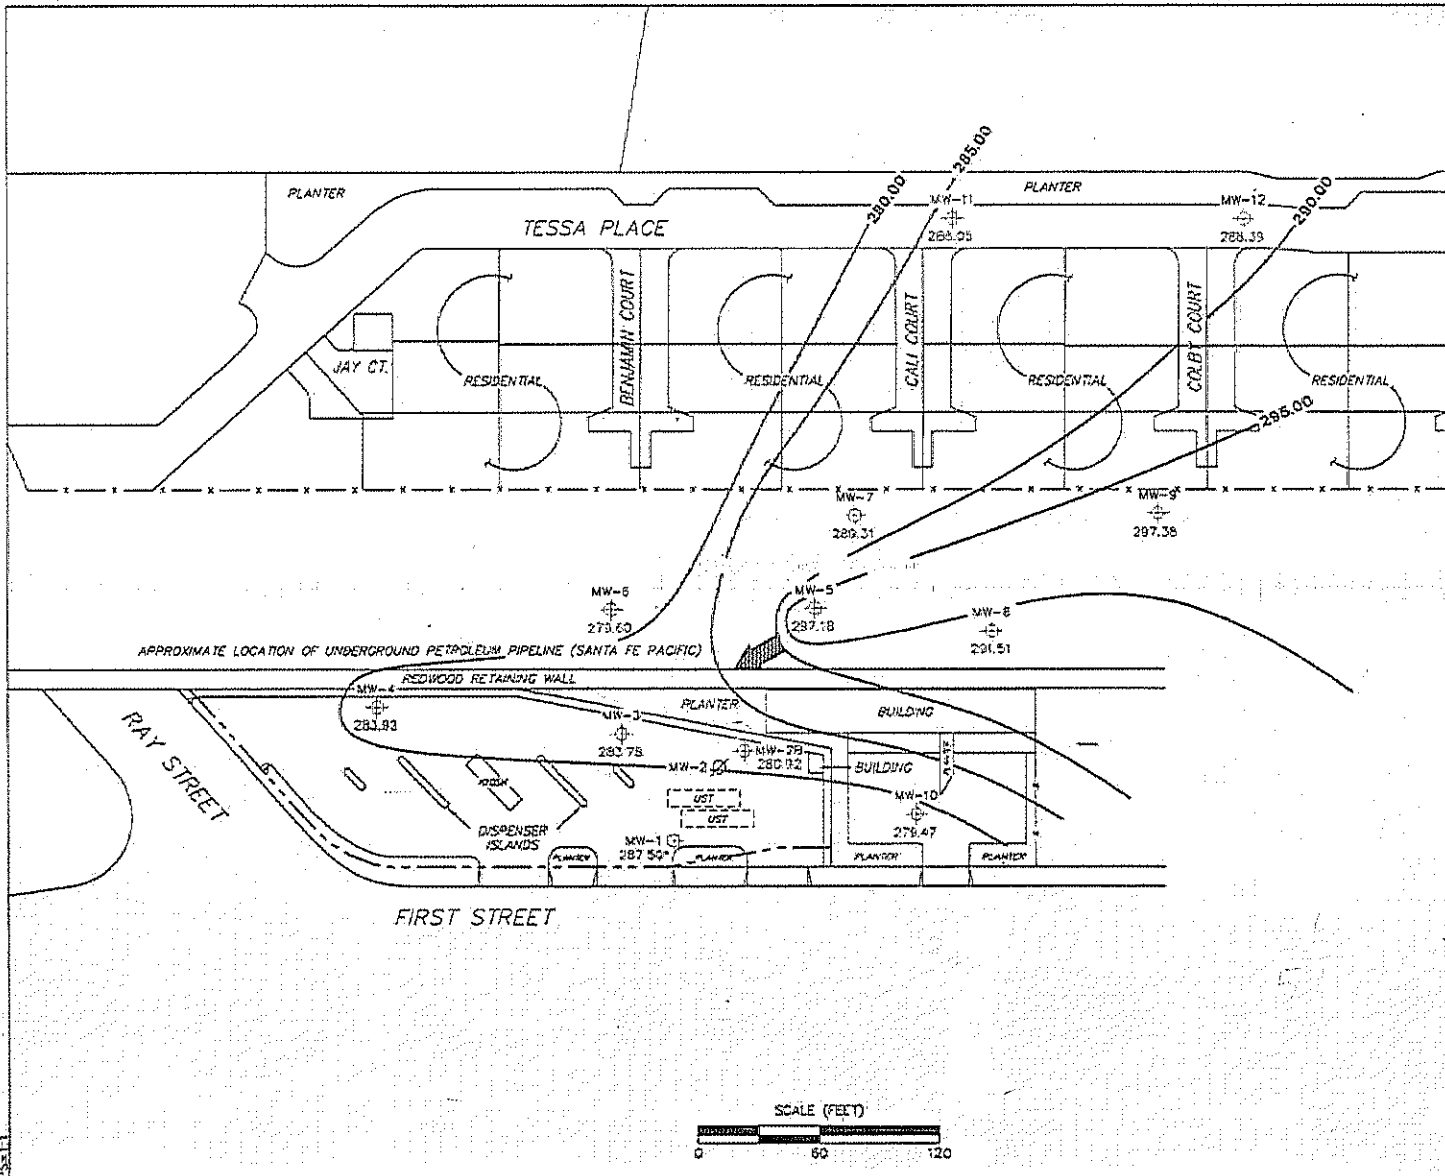 285.00
280.00
290.00
PLANTER
PLANTER
MW-11
MW-12
288.39
TESSA PLACE
BENJAMIN COURT
CALI COURT
COLBY COURT
JAY CT.
RESIDENTIAL
RESIDENTIAL
RESIDENTIAL
RESIDENTIAL
295.00
MW-7
289.31
MW-9
297.38
MW-6
279.60
MW-5
297.18
MW-8
APPROXIMATE LOCATION OF UNDERGROUND PETROLEUM PIPELINE (SANTA FE PACIFIC)
REDWOOD RETAINING WALL
MW-4
283.93
PLANTER
BUILDING
RAY STREET
MW-3
283.78
MW-2B
280.92
MW-2
BUILDING
KIOSK
UST
UST
MW-10
279.47
DISPENSER
ISLANDS
MW-1
287.50*
PLANTER
PLANTER
PLANTER
PLANTER
FIRST STREET
SCALE (FEET)
0 60 120